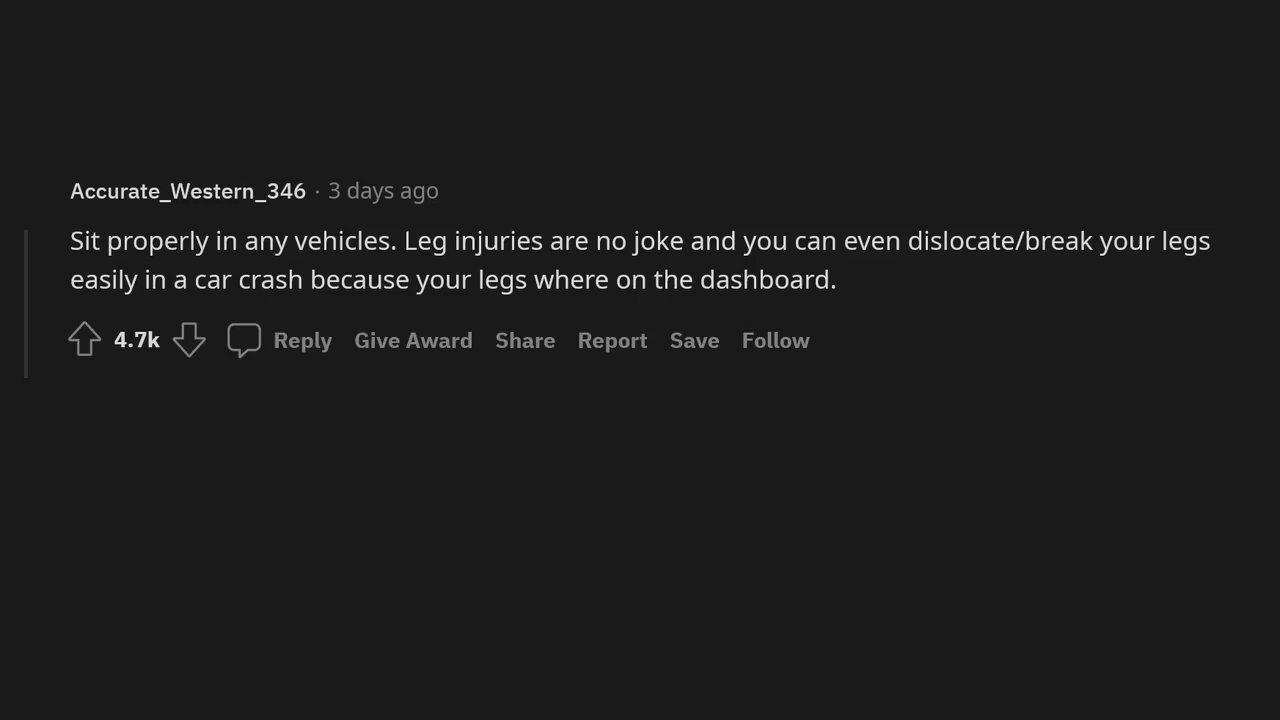 Accurate_Western_346 · 3 days ago
Sit properly in any vehicles. Leg injuries are no joke and you can even dislocate/break your legs
easily in a car crash because your legs where on the dashboard.
4.7k Reply Give Award Share Report Save Follow